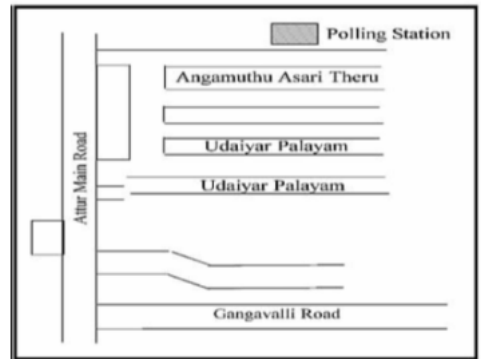 Polling Station
Angamuthu Asari Theru
Udaiyar Palayam
Udaiyar Palayam
Attur Main Road
Gangavalli Road